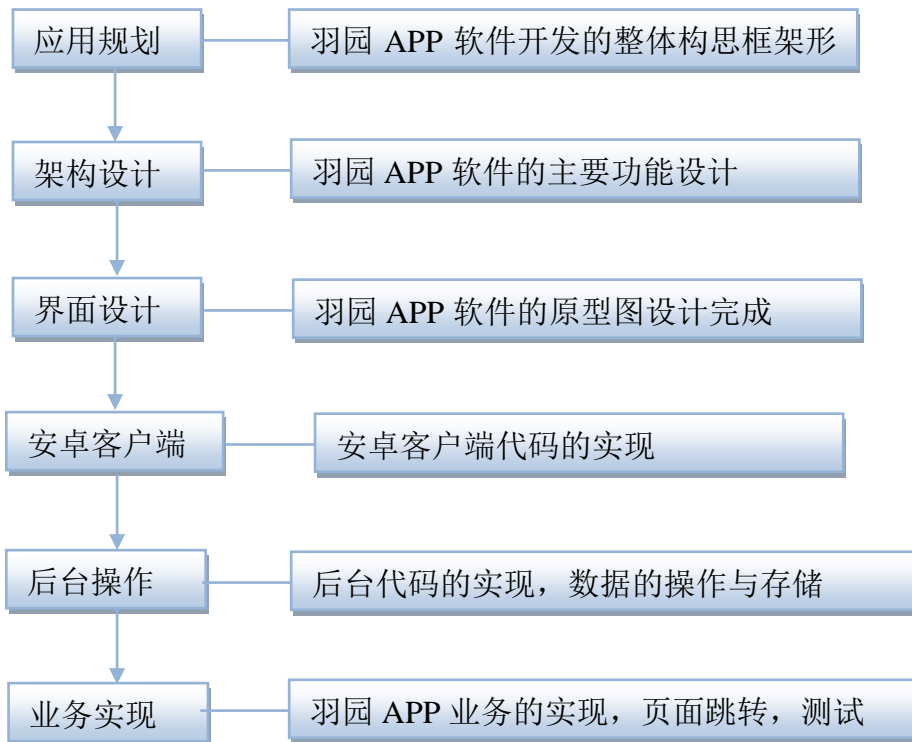 应用规划
羽园 APP 软件开发的整体构思框架形
架构设计
羽园 APP 软件的主要功能设计
界面设计
羽园 APP 软件的原型图设计完成
安卓客户端
安卓客户端代码的实现
后台操作
后台代码的实现，数据的操作与存储
业务实现
羽园 APP 业务的实现，页面跳转，测试